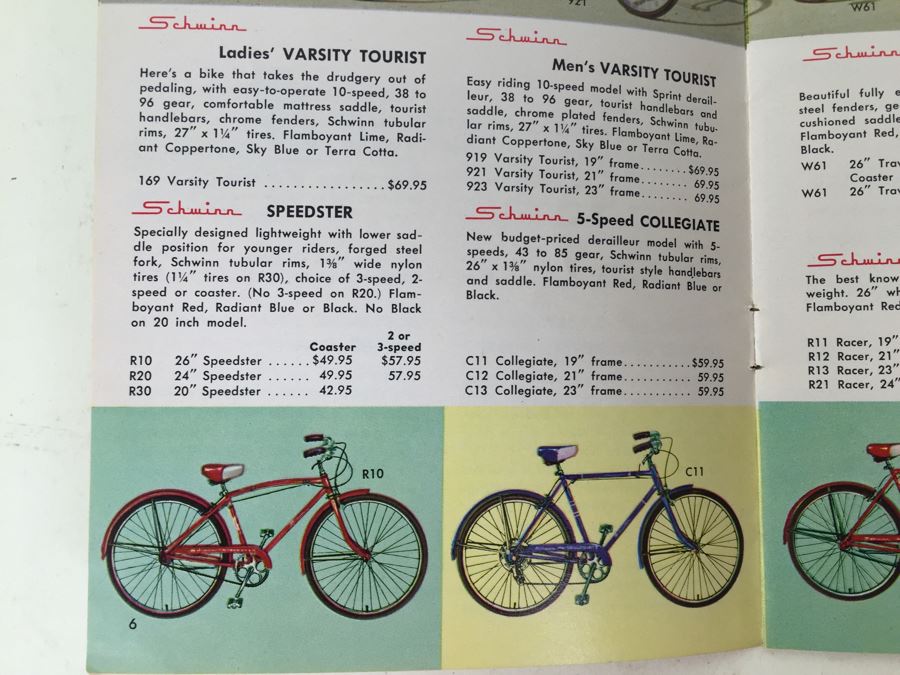 921
W61
Schwinn
Ladies' VARSITY TOURIST
Here's a bike that takes the drudgery out of
pedaling, with easy-to-operate 10-speed, 38 to
96 gear, comfortable mattress saddle, tourist
handlebars, chrome fenders, Schwinn tubular
rims, 27" x 1¼" tires. Flamboyant Lime, Radi-
ant Coppertone, Sky Blue or Terra Cotta.
169 Varsity Tourist ................$69.95
Schwinn SPEEDSTER
Specially designed lightweight with lower sad-
dle position for younger riders, forged steel
fork, Schwinn tubular rims, 1⅜" wide nylon
tires (1¼" tires on R30), choice of 3-speed, 2-
speed or coaster. (No 3-speed on R20.) Flam-
boyant Red, Radiant Blue or Black. No Black
on 20 inch model.
2 or
Coaster 3-speed
R10 26" Speedster ......$49.95 $57.95
R20 24" Speedster ...... 49.95 57.95
R30 20" Speedster ...... 42.95
R10
6
Schwinn
Men's VARSITY TOURIST
Easy riding 10-speed model with Sprint derail-
leur, 38 to 96 gear, tourist handlebars and
saddle, chrome plated fenders, Schwinn tubu-
lar rims, 27" x 1¼" tires. Flamboyant Lime, Ra-
diant Coppertone, Sky Blue or Terra Cotta.
919 Varsity Tourist, 19" frame........$69.95
921 Varsity Tourist, 21" frame........ 69.95
923 Varsity Tourist, 23" frame........ 69.95
Schwinn 5-Speed COLLEGIATE
New budget-priced derailleur model with 5-
speeds, 43 to 85 gear, Schwinn tubular rims,
26" x 1⅜" nylon tires, tourist style handlebars
and saddle. Flamboyant Red, Radiant Blue or
Black.
C11 Collegiate, 19" frame...........$59.95
C12 Collegiate, 21" frame........... 59.95
C13 Collegiate, 23" frame........... 59.95
C11
Schwinn
Beautiful fully e
steel fenders, ge
cushioned saddle
Flamboyant Red,
Black.
W61 26" Trav
Coaster
W61 26" Trav
Schwinn
The best know
weight. 26" wh
Flamboyant Red
R11 Racer, 19"
R12 Racer, 21"
R13 Racer, 23"
R21 Racer, 24"